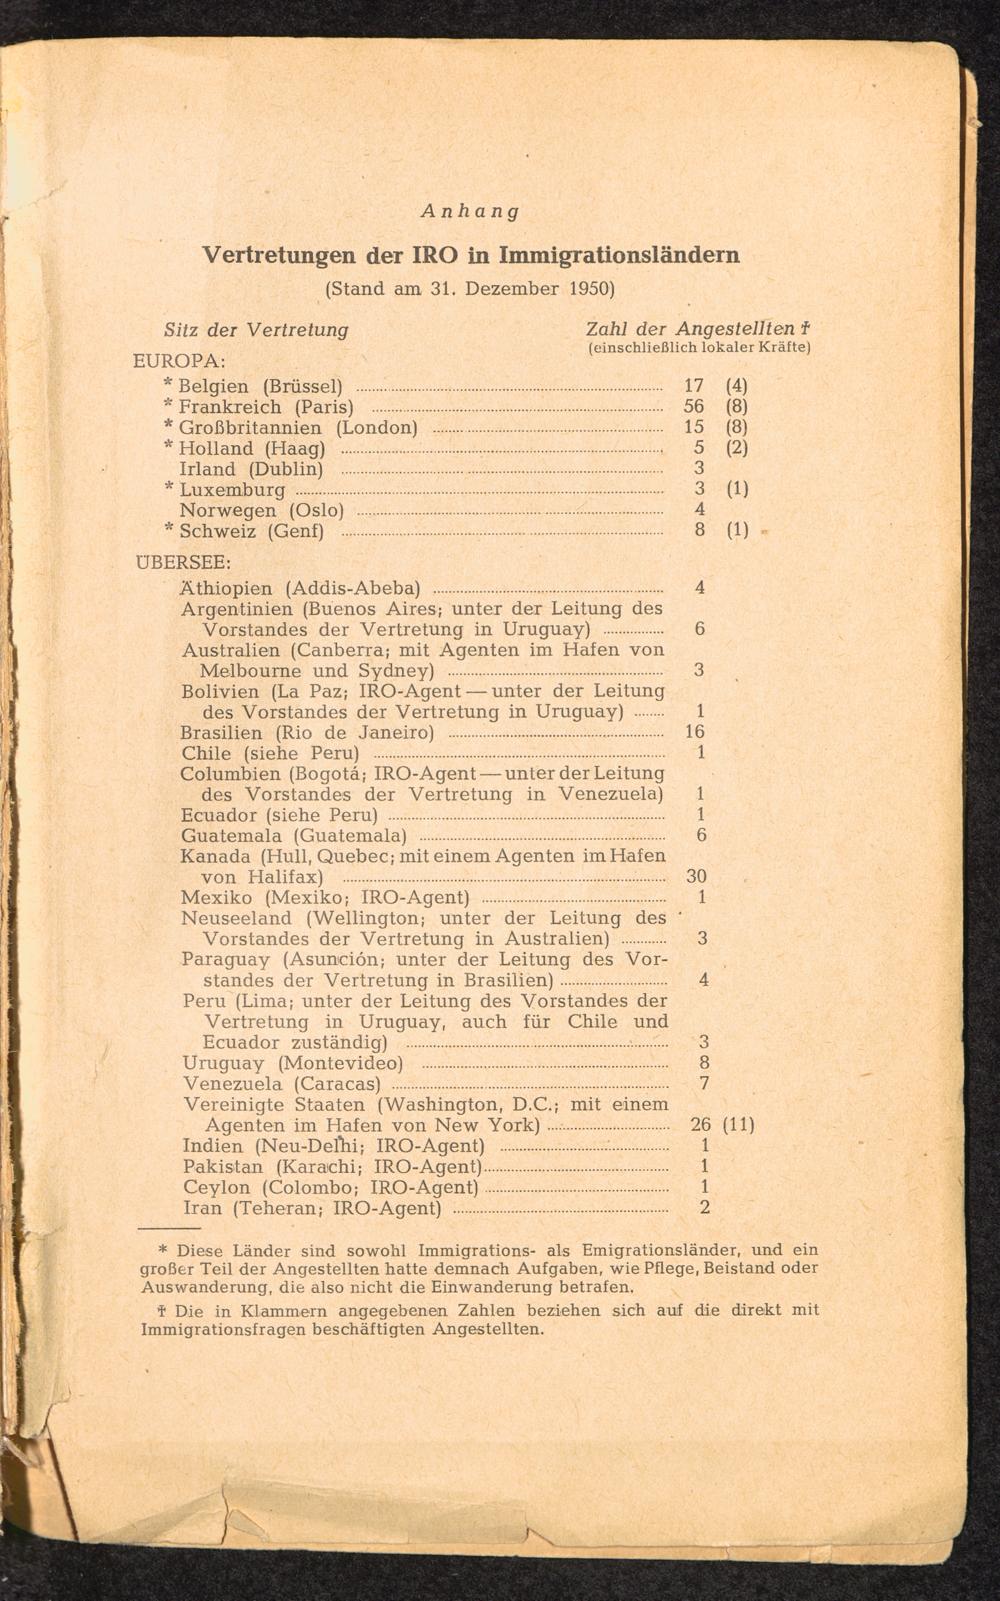 Anhang
Vertretungen der IRO in Immigrationsländern
(Stand am 31. Dezember 1950)
Sitz der Vertretung Zahl der Angestellten ☨
(einschließlich lokaler Kräfte)
EUROPA:
* Belgien (Brüssel) 17 (4)
* Frankreich (Paris) 56 (8)
* Großbritannien (London) 15 (8)
* Holland (Haag) 5 (2)
Irland (Dublin) 3
* Luxemburg 3 (1)
Norwegen (Oslo) 4
* Schweiz (Genf) 8 (1)
ÜBERSEE:
Äthiopien (Addis-Abeba) 4
Argentinien (Buenos Aires; unter der Leitung des
Vorstandes der Vertretung in Uruguay) 6
Australien (Canberra; mit Agenten im Hafen von
Melbourne und Sydney) 3
Bolivien (La Paz; IRO-Agent — unter der Leitung
des Vorstandes der Vertretung in Uruguay) 1
Brasilien (Rio de Janeiro) 16
Chile (siehe Peru) 1
Columbien (Bogotá; IRO-Agent — unter der Leitung
des Vorstandes der Vertretung in Venezuela) 1
Ecuador (siehe Peru) 1
Guatemala (Guatemala) 6
Kanada (Hull, Quebec; mit einem Agenten im Hafen
von Halifax) 30
Mexiko (Mexiko; IRO-Agent) 1
Neuseeland (Wellington; unter der Leitung des
Vorstandes der Vertretung in Australien) 3
Paraguay (Asunción; unter der Leitung des Vor-
standes der Vertretung in Brasilien) 4
Peru (Lima; unter der Leitung des Vorstandes der
Vertretung in Uruguay, auch für Chile und
Ecuador zuständig) 3
Uruguay (Montevideo) 8
Venezuela (Caracas) 7
Vereinigte Staaten (Washington, D.C.; mit einem
Agenten im Hafen von New York) 26 (11)
Indien (Neu-Delhi; IRO-Agent) 1
Pakistan (Karachi; IRO-Agent) 1
Ceylon (Colombo; IRO-Agent) 1
Iran (Teheran; IRO-Agent) 2
* Diese Länder sind sowohl Immigrations- als Emigrationsländer, und ein
großer Teil der Angestellten hatte demnach Aufgaben, wie Pflege, Beistand oder
Auswanderung, die also nicht die Einwanderung betrafen.
☨ Die in Klammern angegebenen Zahlen beziehen sich auf die direkt mit
Immigrationsfragen beschäftigten Angestellten.